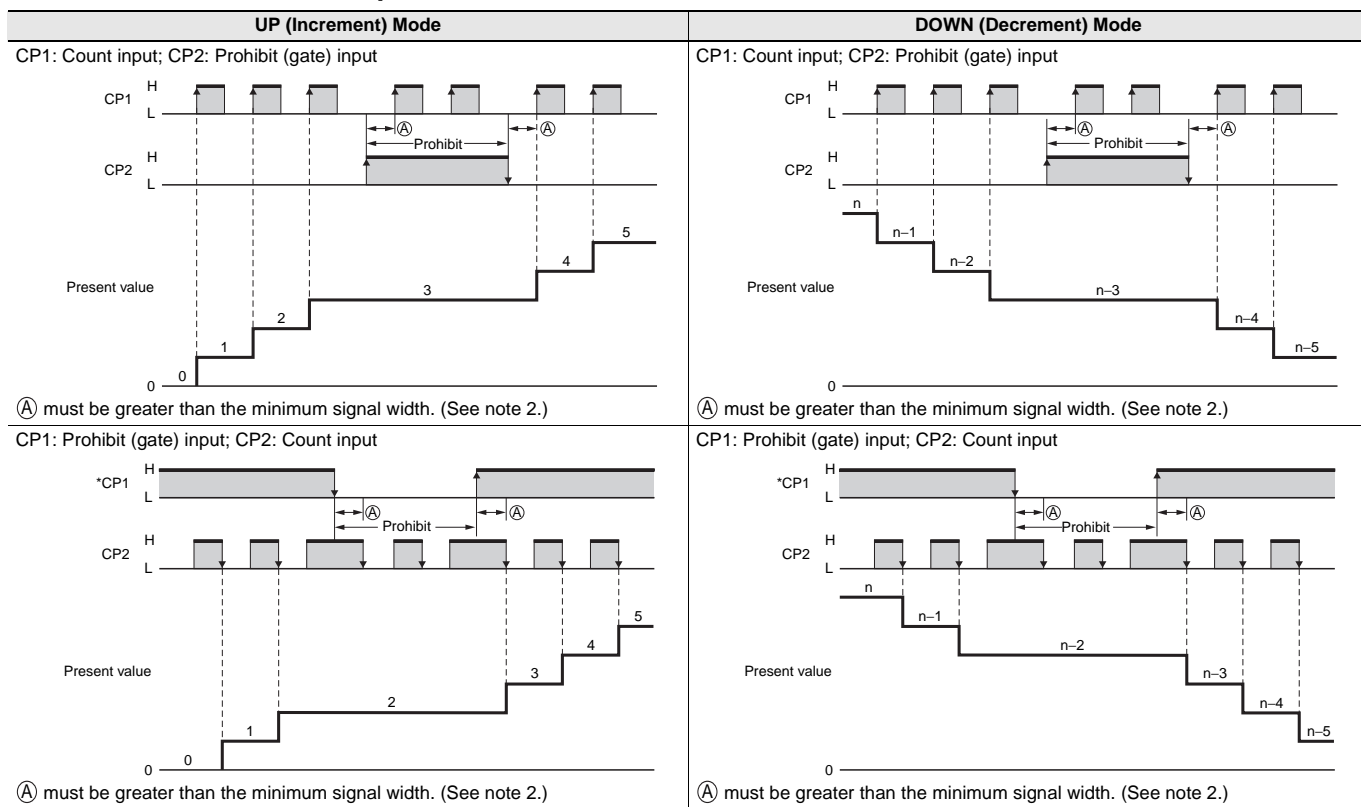 UP (Increment) Mode
DOWN (Decrement) Mode
CP1: Count input; CP2: Prohibit (gate) input
CP1
H
L
Ⓐ
Ⓐ
Prohibit
CP2
H
L
Present value
0
0
1
2
3
4
5
Ⓐ must be greater than the minimum signal width. (See note 2.)
CP1: Count input; CP2: Prohibit (gate) input
CP1
H
L
Ⓐ
Ⓐ
Prohibit
CP2
H
L
n
n–1
n–2
n–3
n–4
n–5
Present value
0
Ⓐ must be greater than the minimum signal width. (See note 2.)
CP1: Prohibit (gate) input; CP2: Count input
*CP1
H
L
Ⓐ
Ⓐ
Prohibit
CP2
H
L
Present value
0
0
1
2
3
4
5
Ⓐ must be greater than the minimum signal width. (See note 2.)
CP1: Prohibit (gate) input; CP2: Count input
*CP1
H
L
Ⓐ
Ⓐ
Prohibit
CP2
H
L
n
n–1
n–2
n–3
n–4
n–5
Present value
0
Ⓐ must be greater than the minimum signal width. (See note 2.)